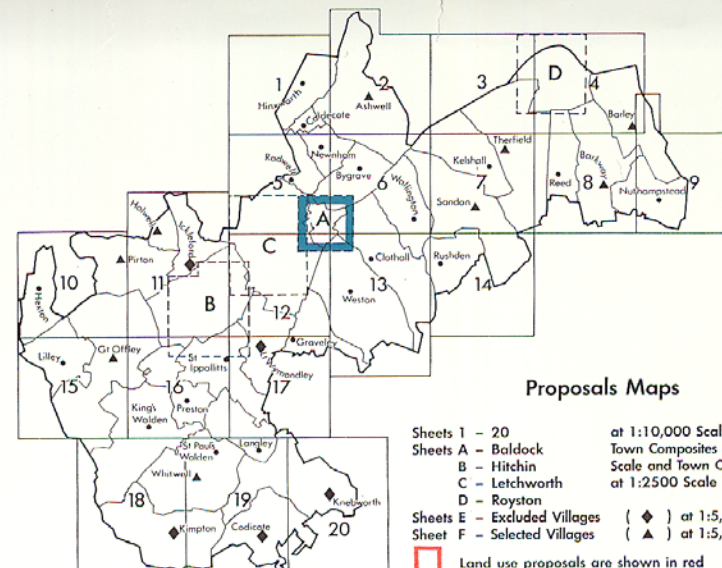 1
Hinxworth
2
Ashwell
3
D
4
Caldecote
Barley
Newnham
Therfield
Radwell
Bygrave
Kelshall
Barkway
5
6
Wallington
7
Reed
8
9
Nuthampstead
Sandon
Holwell
Ickleford
A
C
Pirton
10
11
Clothall
Rushden
Hexton
B
13
14
Weston
12
Graveley
Lilley
Gt Offley
St Ippollitts
Lt Wymondley
15
16
17
King's Walden
Preston
St Pauls Walden
Langley
Whitwell
18
19
Knebworth
Kimpton
Codicote
20
Proposals Maps
Sheets 1 - 20 at 1:10,000 Scal
Sheets A - Baldock Town Composites
B - Hitchin Scale and Town C
C - Letchworth at 1:2500 Scale
D - Royston
Sheets E - Excluded Villages ( ◆ ) at 1:5,
Sheet F - Selected Villages ( ▲ ) at 1:5,
Land use proposals are shown in red